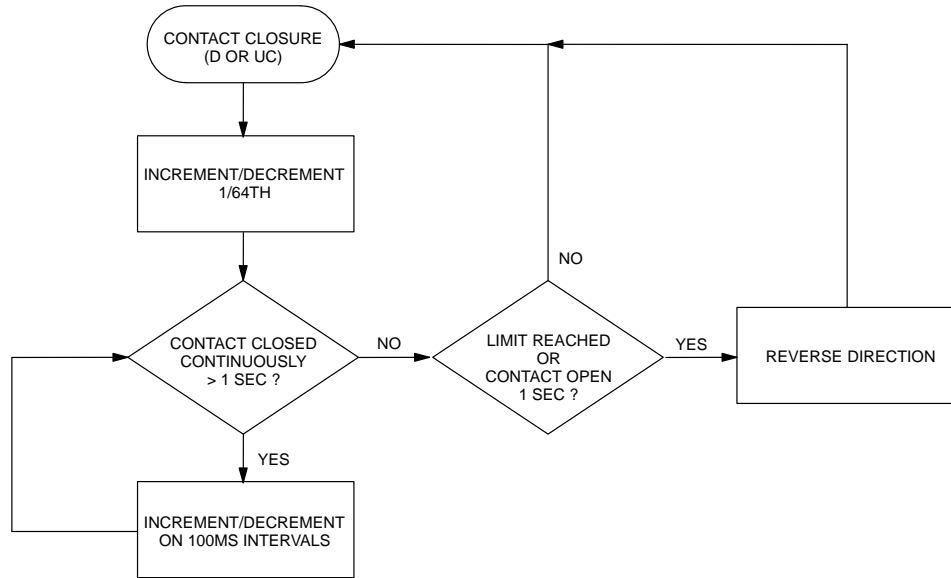 CONTACT CLOSURE
(D OR UC)
INCREMENT/DECREMENT
1/64TH
NO
CONTACT CLOSED
CONTINUOUSLY
> 1 SEC ?
NO
LIMIT REACHED
OR
CONTACT OPEN
1 SEC ?
YES
REVERSE DIRECTION
YES
INCREMENT/DECREMENT
ON 100MS INTERVALS